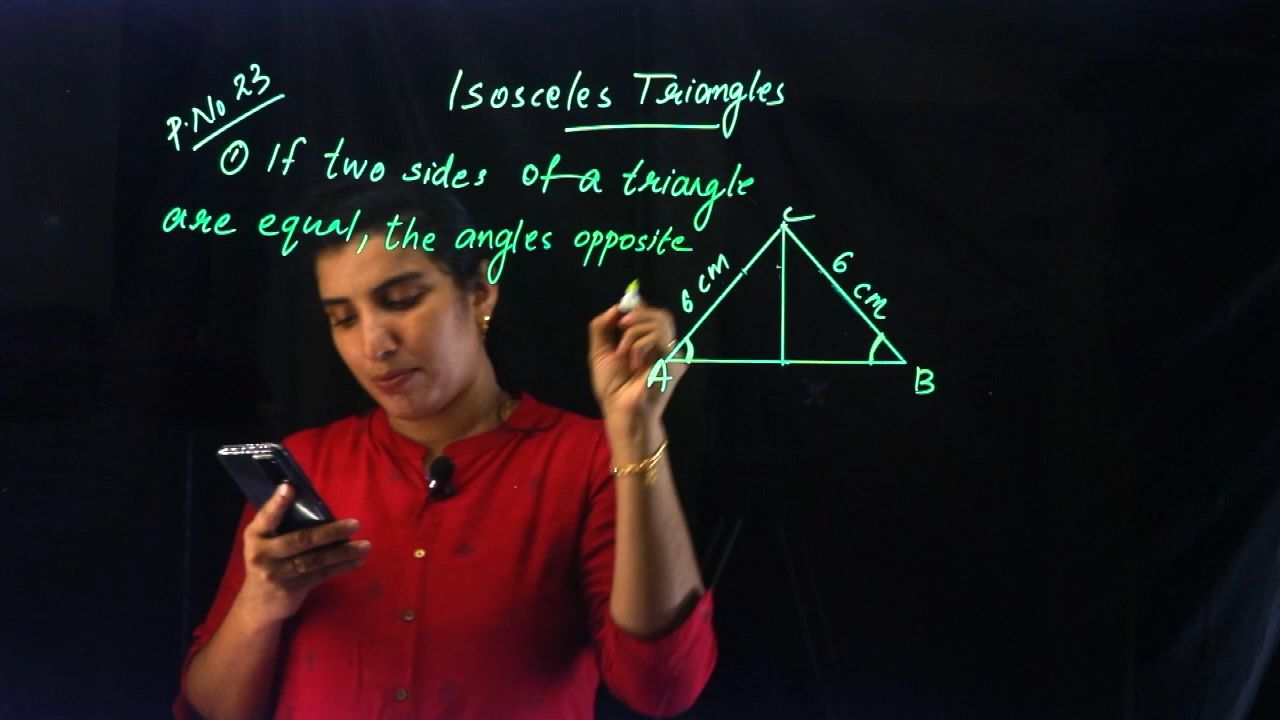 P.No 23
Isosceles Triangles
① If two sides of a triangle
are equal, the angles opposite
C
6 cm
6 cm
A
B